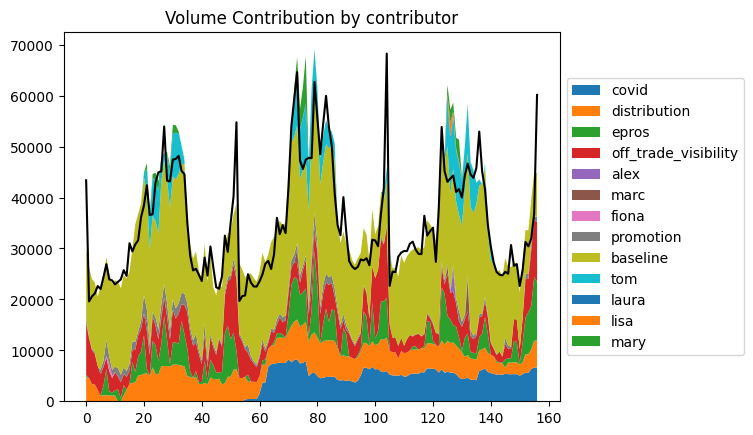 Volume Contribution by contributor
70000
60000
50000
40000
30000
20000
10000
0
0 20 40 60 80 100 120 140 160
covid
distribution
epros
off_trade_visibility
alex
marc
fiona
promotion
baseline
tom
laura
lisa
mary